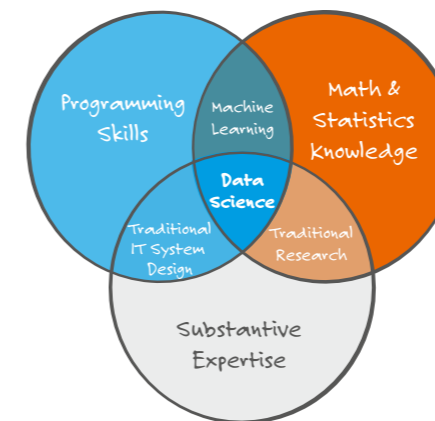 Programming
Skills
Machine
Learning
Math &
Statistics
Knowledge
Data
Science
Traditional
IT System
Design
Traditional
Research
Substantive
Expertise